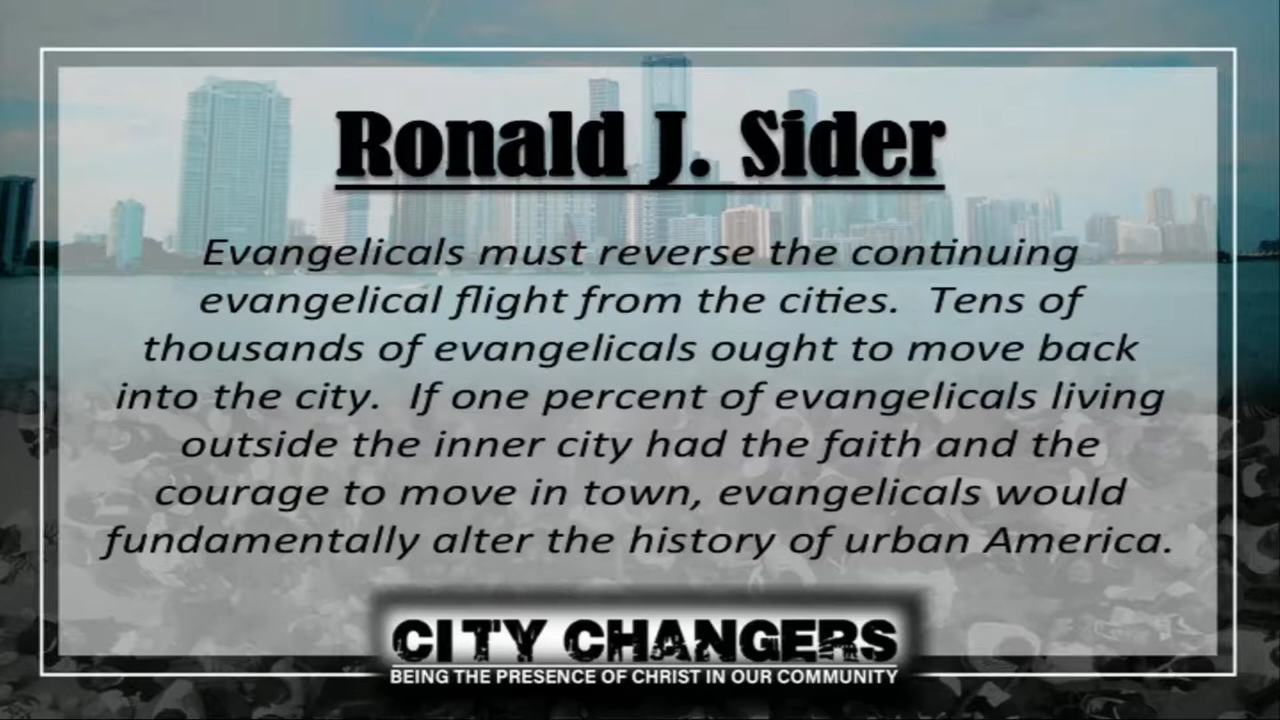 Ronald J. Sider
Evangelicals must reverse the continuing
evangelical flight from the cities. Tens of
thousands of evangelicals ought to move back
into the city. If one percent of evangelicals living
outside the inner city had the faith and the
courage to move in town, evangelicals would
fundamentally alter the history of urban America.
CITY CHANGERS
BEING THE PRESENCE OF CHRIST IN OUR COMMUNITY